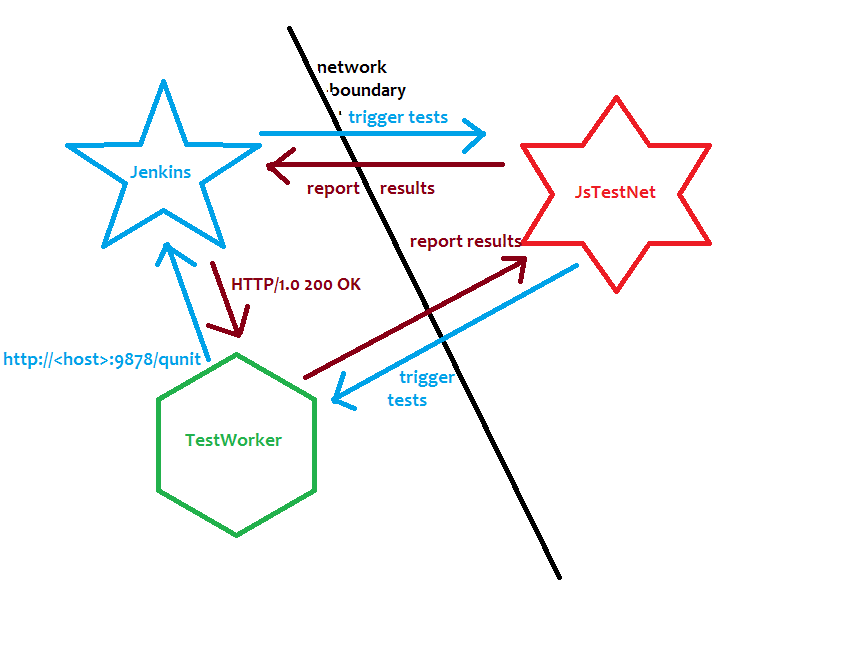 network
boundary
trigger tests
Jenkins
report results
JsTestNet
report results
HTTP/1.0 200 OK
http://<host>:9878/qunit
trigger
tests
TestWorker